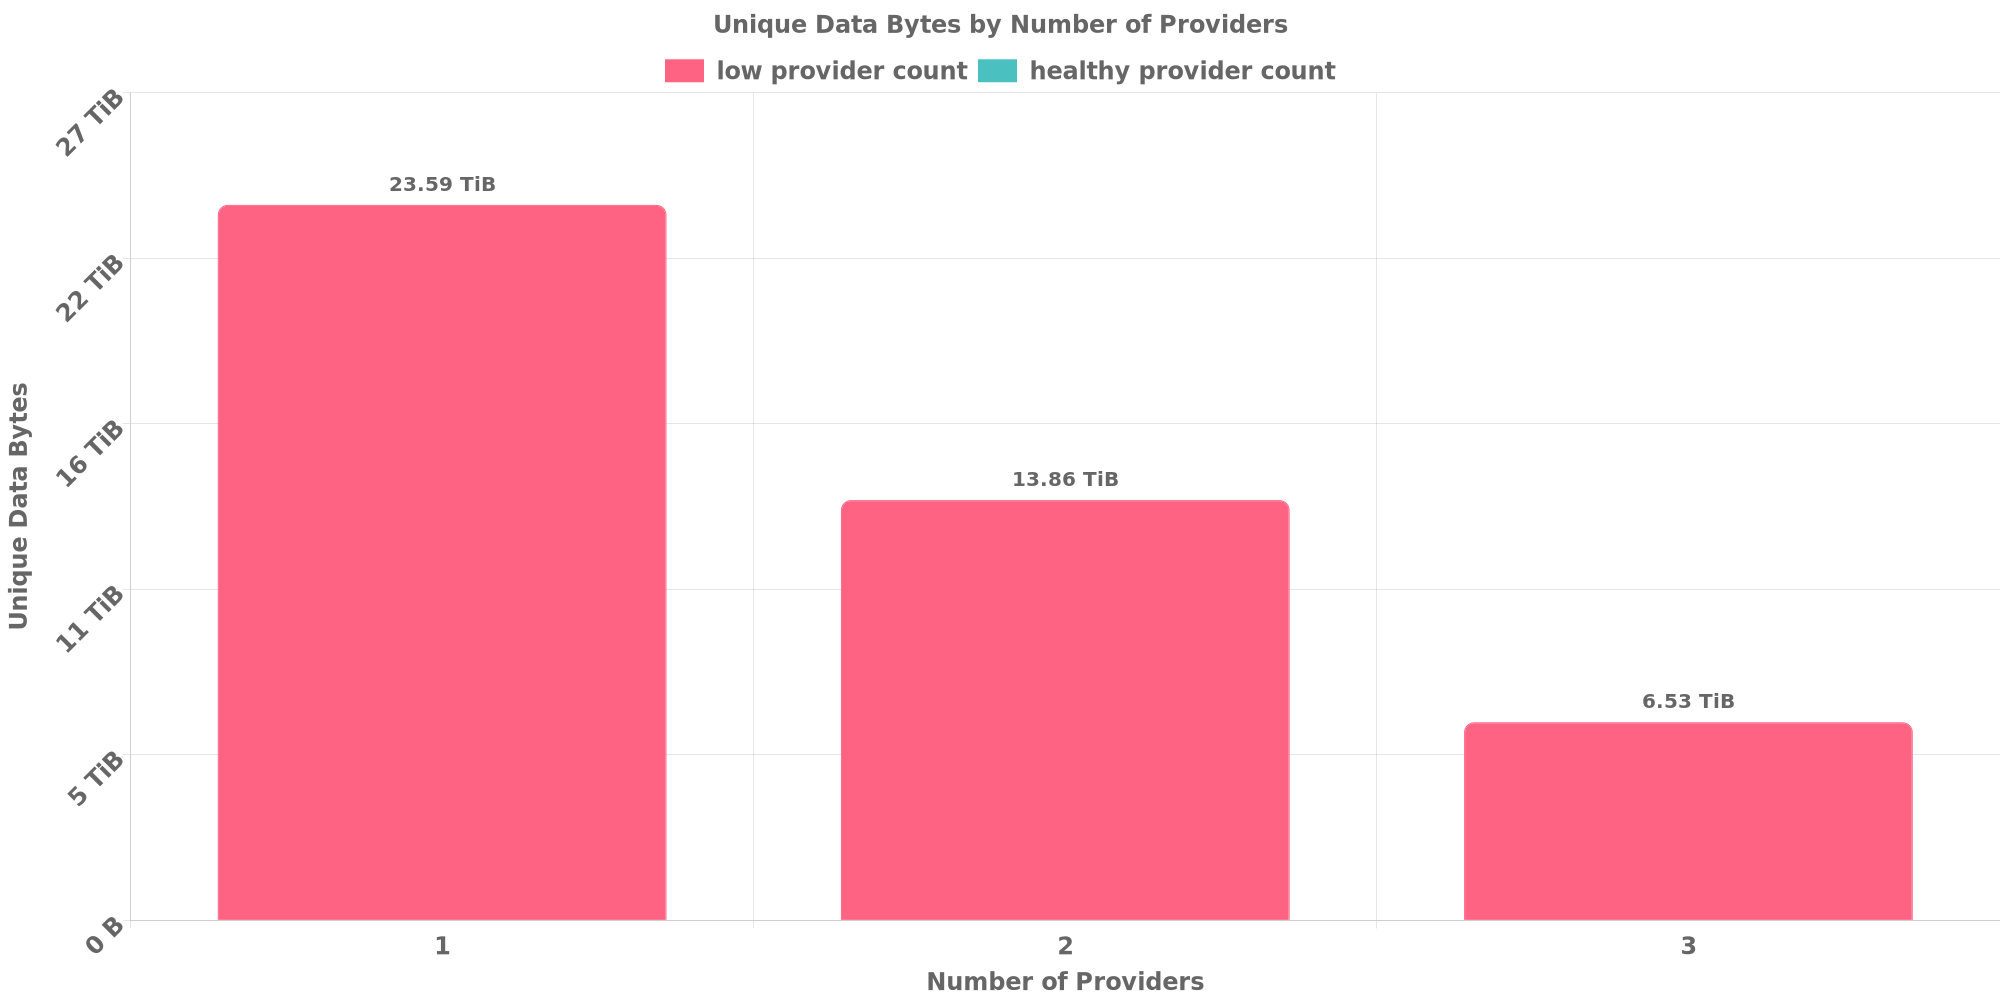 Unique Data Bytes by Number of Providers
low provider count healthy provider count
27 TiB
22 TiB
16 TiB
11 TiB
5 TiB
0 B
Unique Data Bytes
23.59 TiB
13.86 TiB
6.53 TiB
1 2 3
Number of Providers